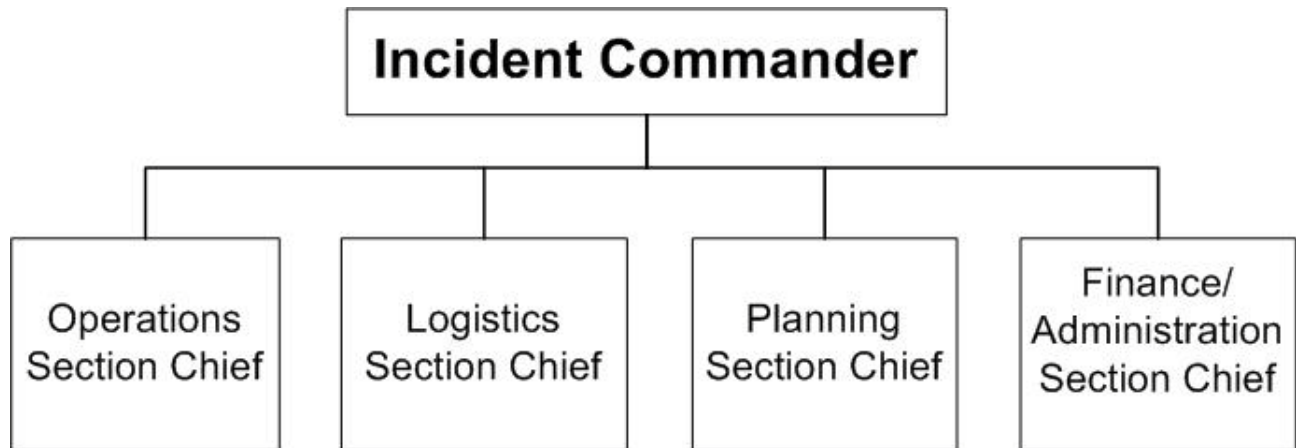 Incident Commander
Operations
Section Chief
Logistics
Section Chief
Planning
Section Chief
Finance/
Administration
Section Chief